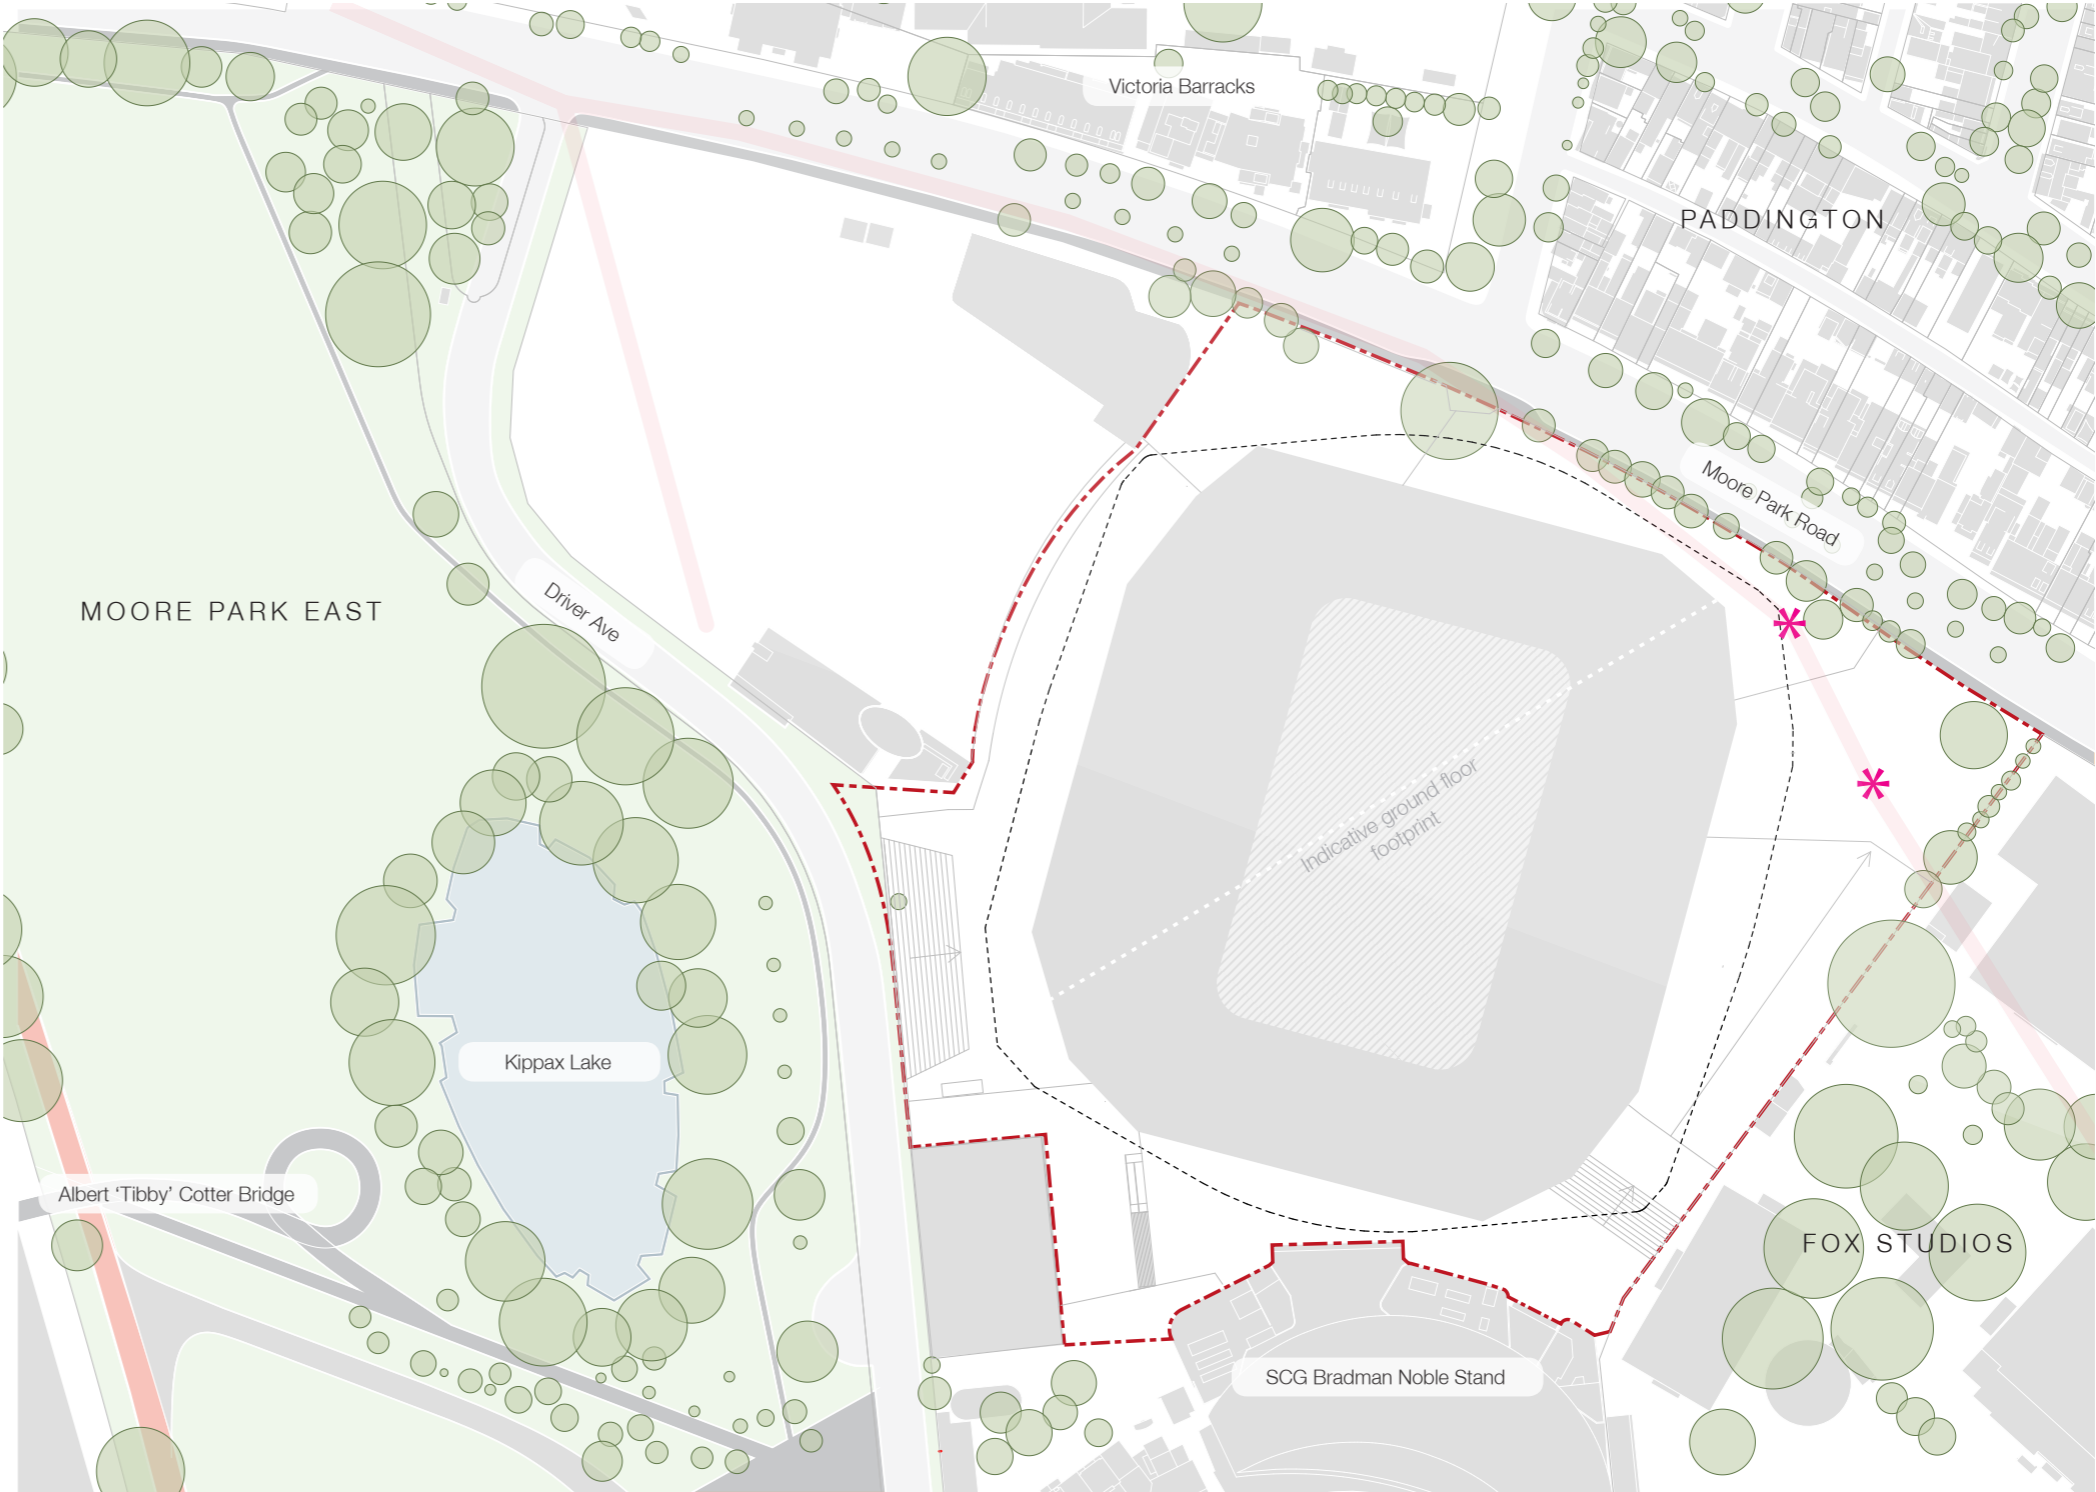 Victoria Barracks
PADDINGTON
Moore Park Road
MOORE PARK EAST
Driver Ave
Indicative ground floor
footprint
Kippax Lake
Albert ‘Tibby’ Cotter Bridge
FOX STUDIOS
SCG Bradman Noble Stand